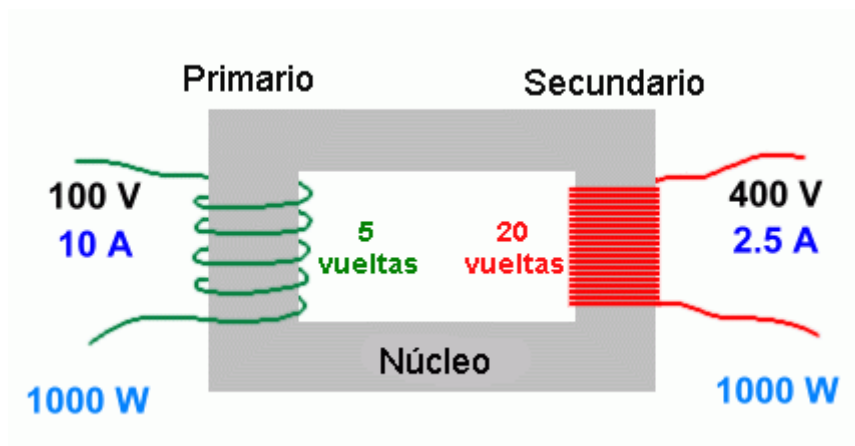 Primario
Secundario
100 V
10 A
5
vueltas
20
vueltas
400 V
2.5 A
Núcleo
1000 W
1000 W